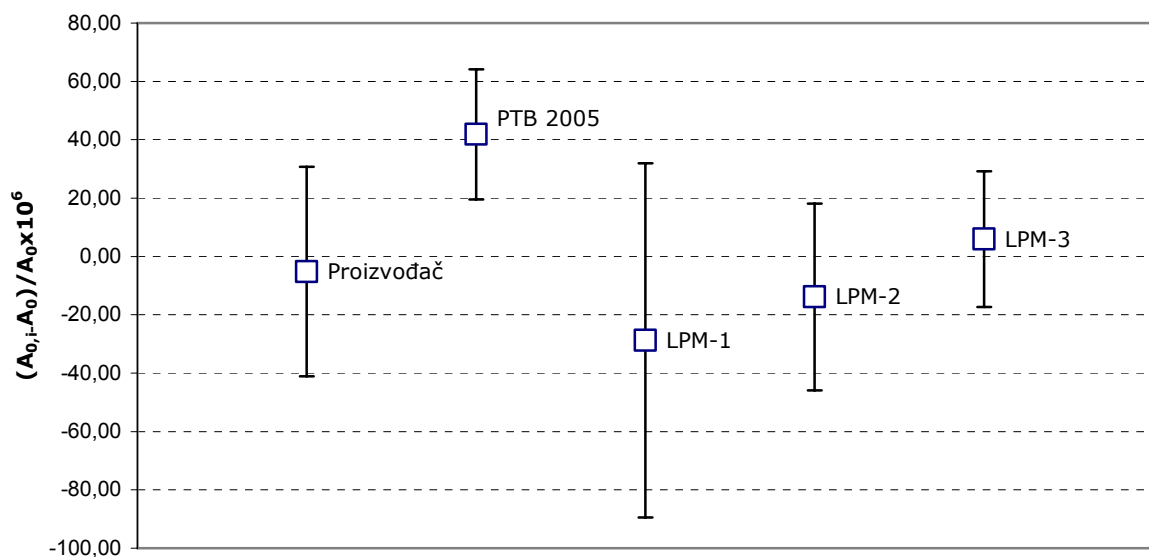 80,00
60,00
40,00
20,00
0,00
-20,00
-40,00
-60,00
-80,00
-100,00
(A₀,ᵢ-A₀)/A₀x10⁶
Proizvođač
PTB 2005
LPM-1
LPM-2
LPM-3